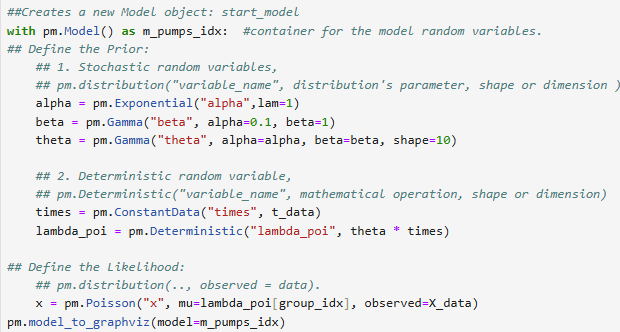 ##Creates a new Model object: start_model
with pm.Model() as m_pumps_idx:  #container for the model random variables.
## Define the Prior:
    ## 1. Stochastic random variables,
    ## pm.distribution("variable_name", distribution's parameter, shape or dimension )
    alpha = pm.Exponential("alpha",lam=1)
    beta = pm.Gamma("beta", alpha=0.1, beta=1)
    theta = pm.Gamma("theta", alpha=alpha, beta=beta, shape=10)
    ## 2. Deterministic random variable,
    ## pm.Deterministic("variable_name", mathematical operation, shape or dimension)
    times = pm.ConstantData("times", t_data)
    lambda_poi = pm.Deterministic("lambda_poi", theta * times)
## Define the Likelihood:
    ## pm.distribution(.., observed = data).
    x = pm.Poisson("x", mu=lambda_poi[group_idx], observed=X_data)
pm.model_to_graphviz(model=m_pumps_idx)